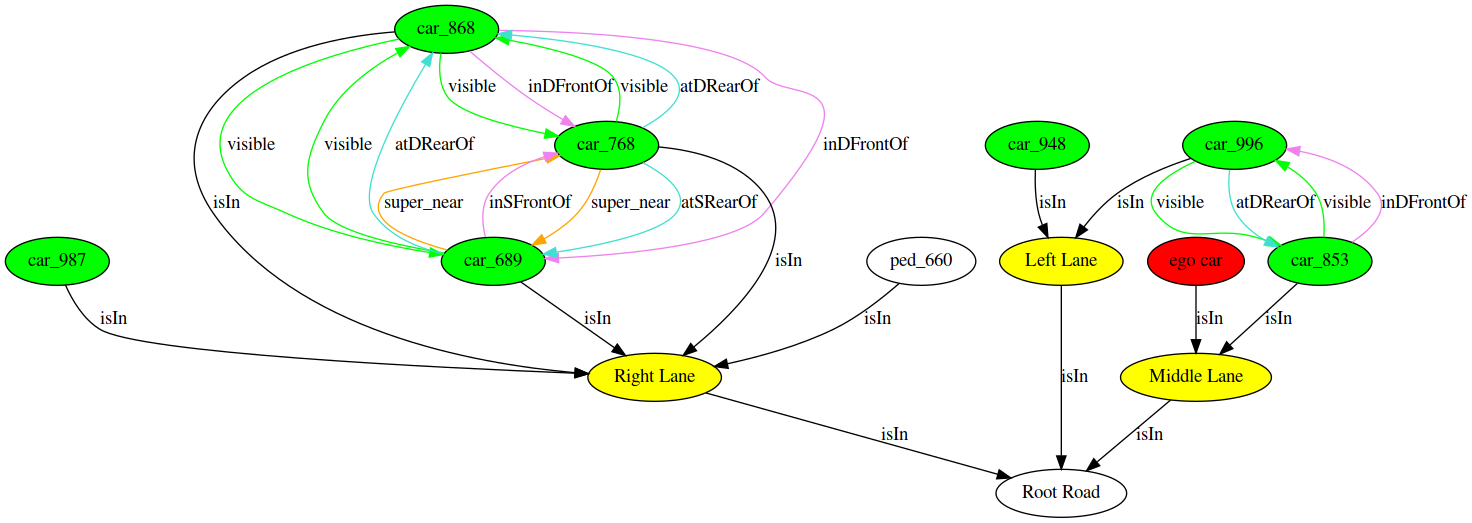 car_868
visible inDFrontOf visible atDRearOf
visible visible atDRearOf car_768 inDFrontOf car_948 car_996
isIn super_near inSFrontOf super_near atSRearOf isIn isIn visible atDRearOf visible inDFrontOf
car_987 car_689 isIn ped_660 Left Lane ego car car_853
isIn isIn isIn isIn isIn
Right Lane isIn Middle Lane
isIn isIn
Root Road